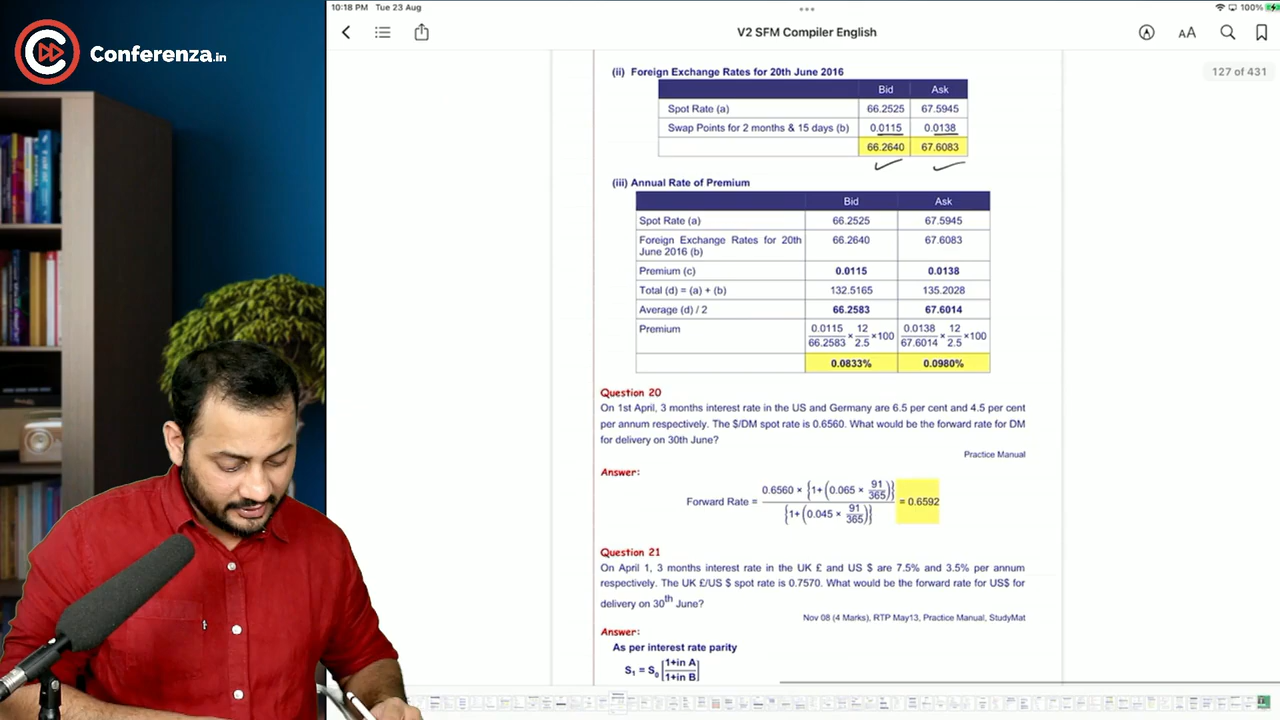 10:18 PM Tue 23 Aug
100%
Conferenza.in
V2 SFM Compiler English
AA
127 of 431
(ii) Foreign Exchange Rates for 20th June 2016
Bid Ask
Spot Rate (a) 66.2525 67.5945
Swap Points for 2 months & 15 days (b) 0.0115 0.0138
66.2640 67.6083
(iii) Annual Rate of Premium
Bid Ask
Spot Rate (a) 66.2525 67.5945
Foreign Exchange Rates for 20th 66.2640 67.6083
June 2016 (b)
Premium (c) 0.0115 0.0138
Total (d) = (a) + (b) 132.5165 135.2028
Average (d) / 2 66.2583 67.6014
Premium 0.0115/66.2583 × 12/2.5 ×100 0.0138/67.6014 × 12/2.5 ×100
0.0833% 0.0980%
Question 20
On 1st April, 3 months interest rate in the US and Germany are 6.5 per cent and 4.5 per cent
per annum respectively. The $/DM spot rate is 0.6560. What would be the forward rate for DM
for delivery on 30th June?
Practice Manual
Answer:
Forward Rate = 0.6560 × {1+(0.065 × 91/365)} / {1+(0.045 × 91/365)} = 0.6592
Question 21
On April 1, 3 months interest rate in the UK £ and US $ are 7.5% and 3.5% per annum
respectively. The UK £/US $ spot rate is 0.7570. What would be the forward rate for US$ for
delivery on 30th June?
Nov 08 (4 Marks), RTP May13, Practice Manual, StudyMat
Answer:
As per interest rate parity
S1 = S0 [1+in A / 1+in B]